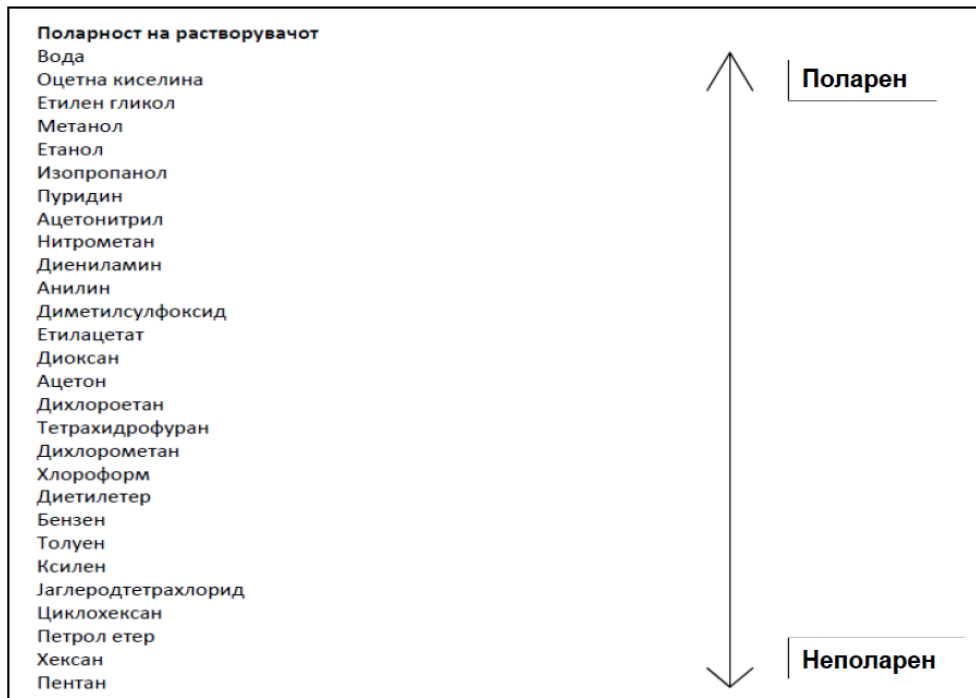 Поларност на растворувачот
Вода
Оцетна киселина
Етилен гликол
Метанол
Етанол
Изопропанол
Пуридин
Ацетонитрил
Нитрометан
Диениламин
Анилин
Диметилсулфоксид
Етилацетат
Диоксан
Ацетон
Дихлороетан
Тетрахидрофуран
Дихлорометан
Хлороформ
Диетилетер
Бензен
Толуен
Ксилен
Јаглеродтетрахлорид
Циклохексан
Петрол етер
Хексан
Пентан
Поларен
Неполарен